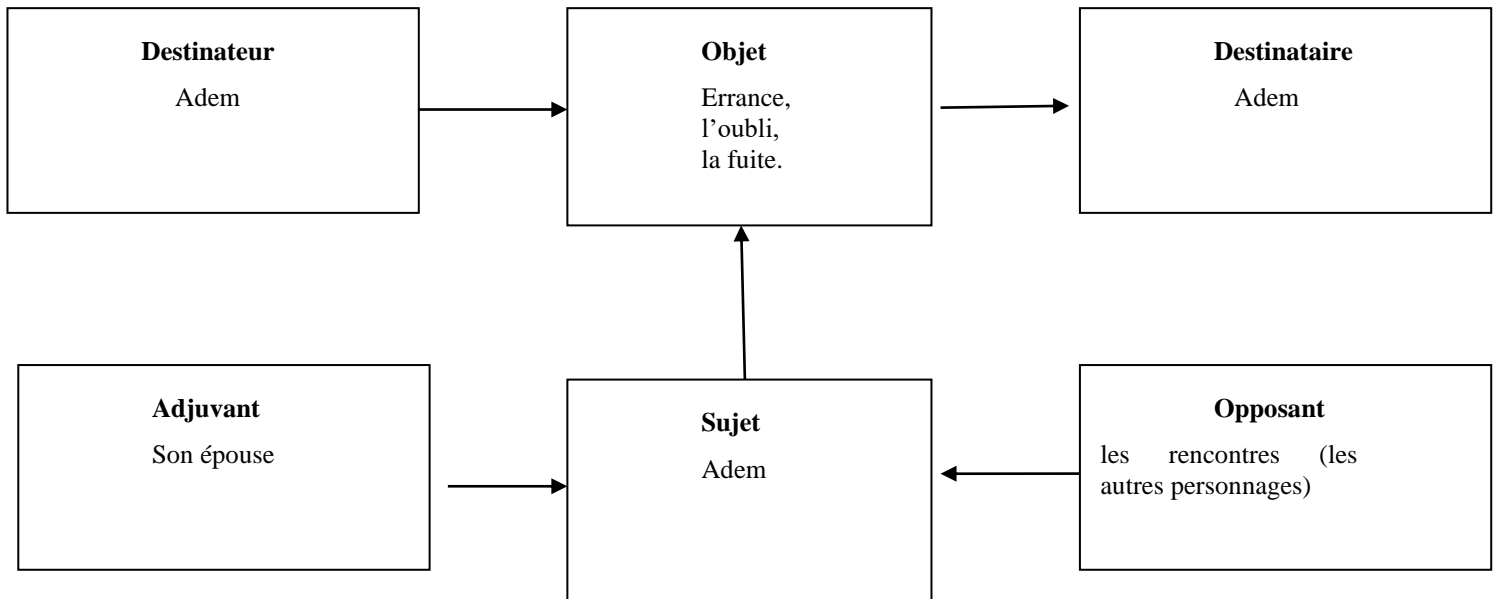 Destinateur
Adem
Objet
Errance,
l’oubli,
la fuite.
Destinataire
Adem
Adjuvant
Son épouse
Sujet
Adem
Opposant
les rencontres (les
autres personnages)